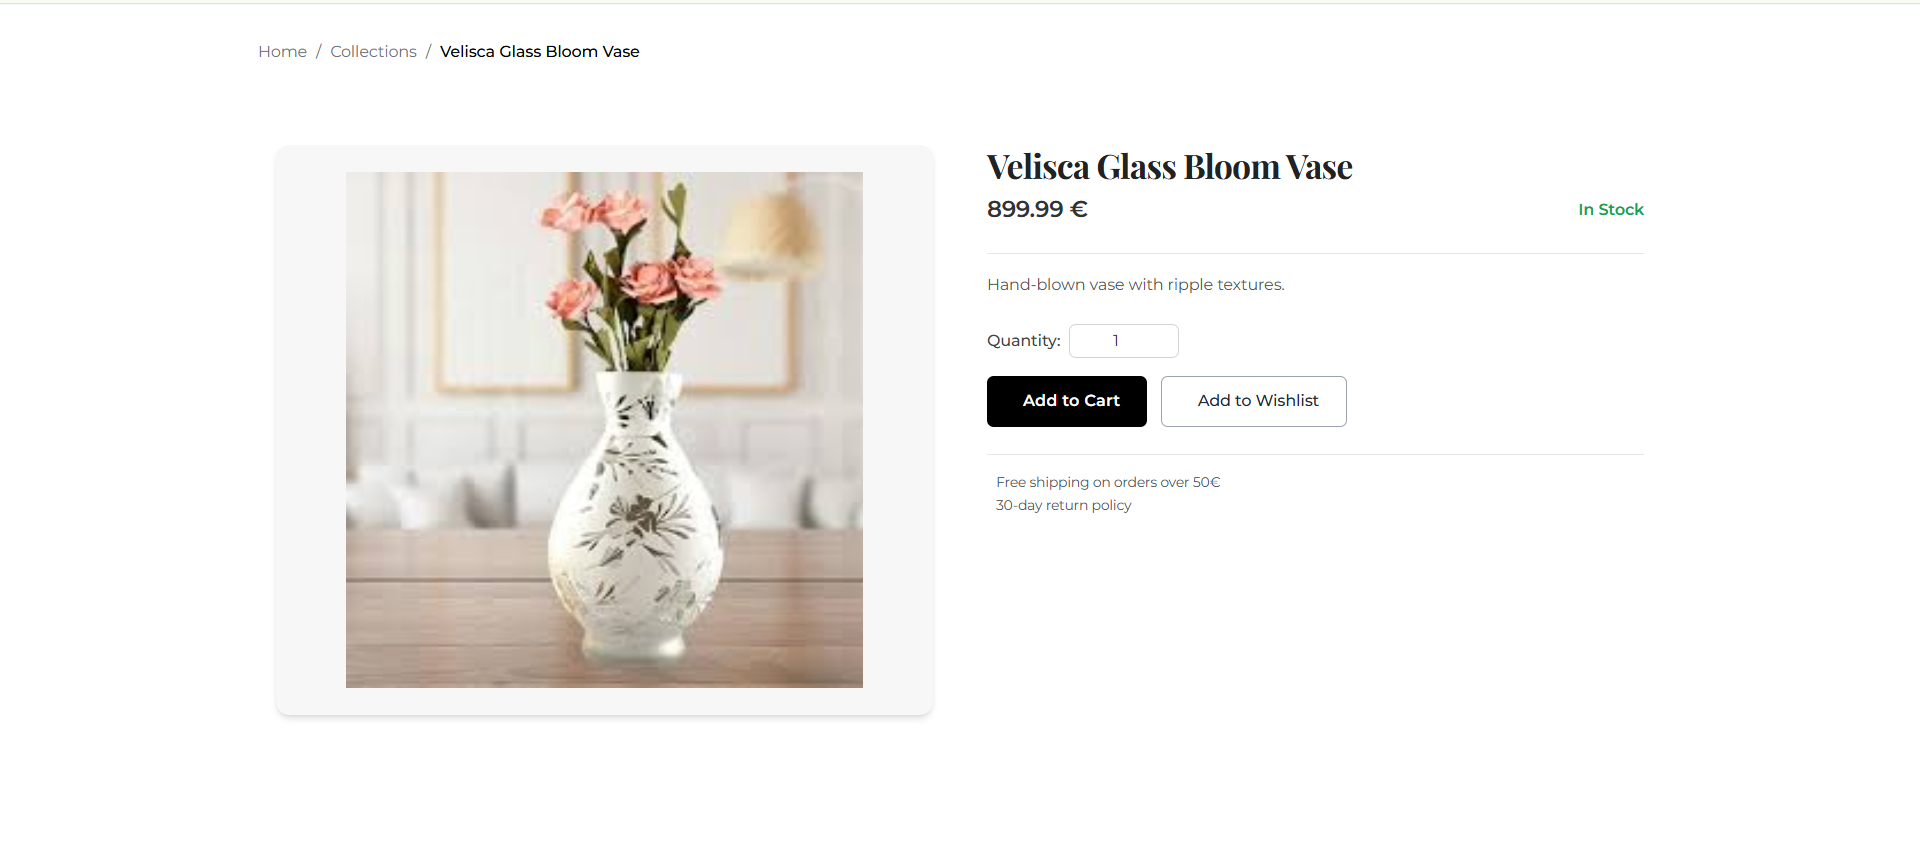 Home / Collections / Velisca Glass Bloom Vase
Velisca Glass Bloom Vase
899.99 €
In Stock
Hand-blown vase with ripple textures.
Quantity: 1
Add to Cart
Add to Wishlist
Free shipping on orders over 50€
30-day return policy